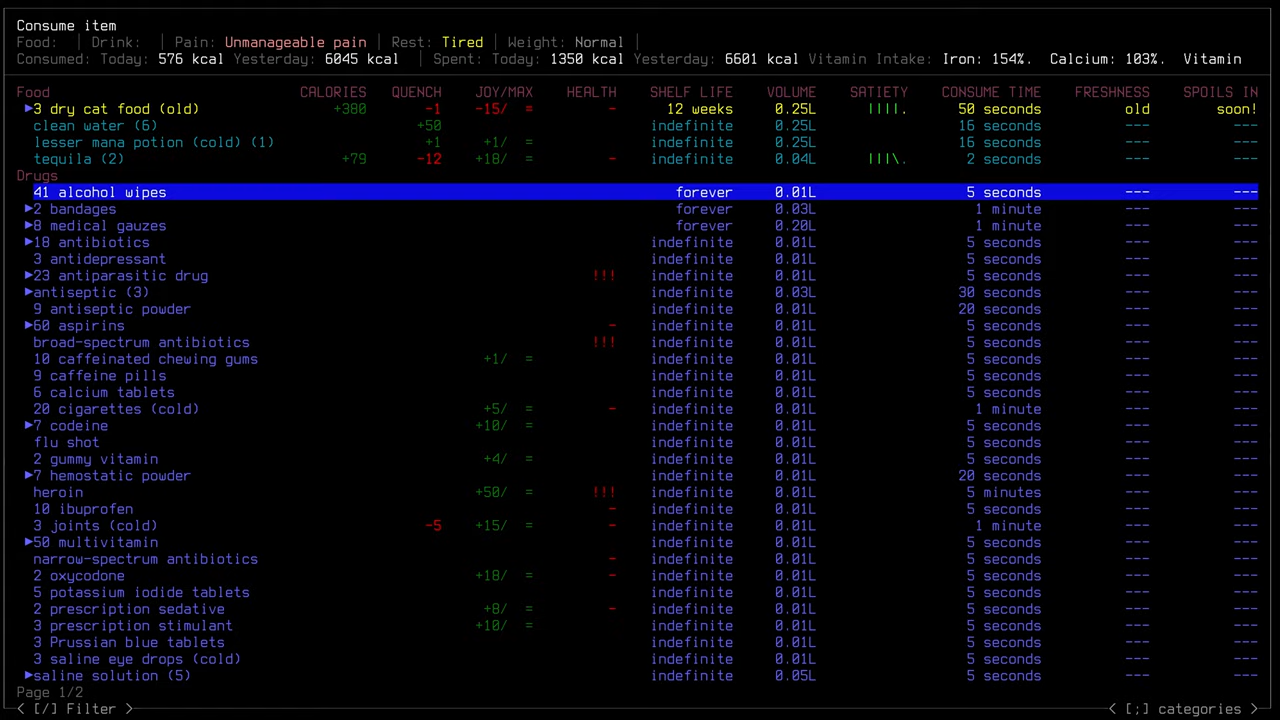 Consume item
Food: | Drink: | Pain: Unmanageable pain | Rest: Tired | Weight: Normal |
Consumed: Today: 576 kcal Yesterday: 6045 kcal | Spent: Today: 1350 kcal Yesterday: 6601 kcal Vitamin Intake: Iron: 154%. Calcium: 103%. Vitamin
Food CALORIES QUENCH JOY/MAX HEALTH SHELF LIFE VOLUME SATIETY CONSUME TIME FRESHNESS SPOILS IN
▶3 dry cat food (old) +380 -1 -15/ = - 12 weeks 0.25L ||||. 50 seconds old soon!
clean water (6) +50 indefinite 0.25L 16 seconds --- ---
lesser mana potion (cold) (1) +1 +1/ = indefinite 0.25L 16 seconds --- ---
tequila (2) +79 -12 +18/ = - indefinite 0.04L |||\. 2 seconds --- ---
Drugs
41 alcohol wipes forever 0.01L 5 seconds --- ---
▶2 bandages forever 0.03L 1 minute --- ---
▶8 medical gauzes forever 0.20L 1 minute --- ---
▶18 antibiotics indefinite 0.01L 5 seconds --- ---
3 antidepressant indefinite 0.01L 5 seconds --- ---
▶23 antiparasitic drug !!! indefinite 0.01L 5 seconds --- ---
▶antiseptic (3) indefinite 0.03L 30 seconds --- ---
9 antiseptic powder indefinite 0.01L 20 seconds --- ---
▶60 aspirins - indefinite 0.01L 5 seconds --- ---
broad-spectrum antibiotics !!! indefinite 0.01L 5 seconds --- ---
10 caffeinated chewing gums +1/ = indefinite 0.01L 5 seconds --- ---
9 caffeine pills indefinite 0.01L 5 seconds --- ---
6 calcium tablets indefinite 0.01L 5 seconds --- ---
20 cigarettes (cold) +5/ = - indefinite 0.01L 1 minute --- ---
▶7 codeine +10/ = indefinite 0.01L 5 seconds --- ---
flu shot indefinite 0.01L 5 seconds --- ---
2 gummy vitamin +4/ = indefinite 0.01L 5 seconds --- ---
▶7 hemostatic powder indefinite 0.01L 20 seconds --- ---
heroin +50/ = !!! indefinite 0.01L 5 minutes --- ---
10 ibuprofen - indefinite 0.01L 5 seconds --- ---
3 joints (cold) -5 +15/ = - indefinite 0.01L 1 minute --- ---
▶50 multivitamin indefinite 0.01L 5 seconds --- ---
narrow-spectrum antibiotics - indefinite 0.01L 5 seconds --- ---
2 oxycodone +18/ = - indefinite 0.01L 5 seconds --- ---
5 potassium iodide tablets indefinite 0.01L 5 seconds --- ---
2 prescription sedative +8/ = - indefinite 0.01L 5 seconds --- ---
3 prescription stimulant +10/ = indefinite 0.01L 5 seconds --- ---
3 Prussian blue tablets indefinite 0.01L 5 seconds --- ---
3 saline eye drops (cold) indefinite 0.01L 5 seconds --- ---
▶saline solution (5) indefinite 0.05L 5 seconds --- ---
Page 1/2
< [/] Filter > < [;] categories >